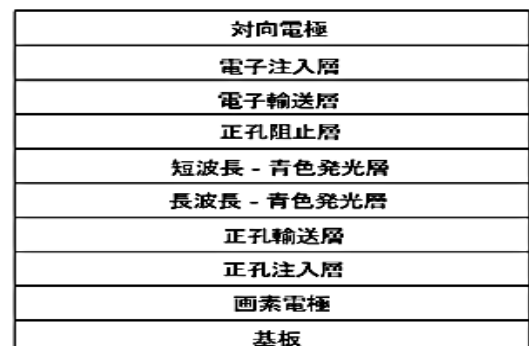 対向電極
電子注入層
電子輸送層
正孔阻止層
短波長 - 青色発光層
長波長 - 青色発光層
正孔輸送層
正孔注入層
画素電極
基板